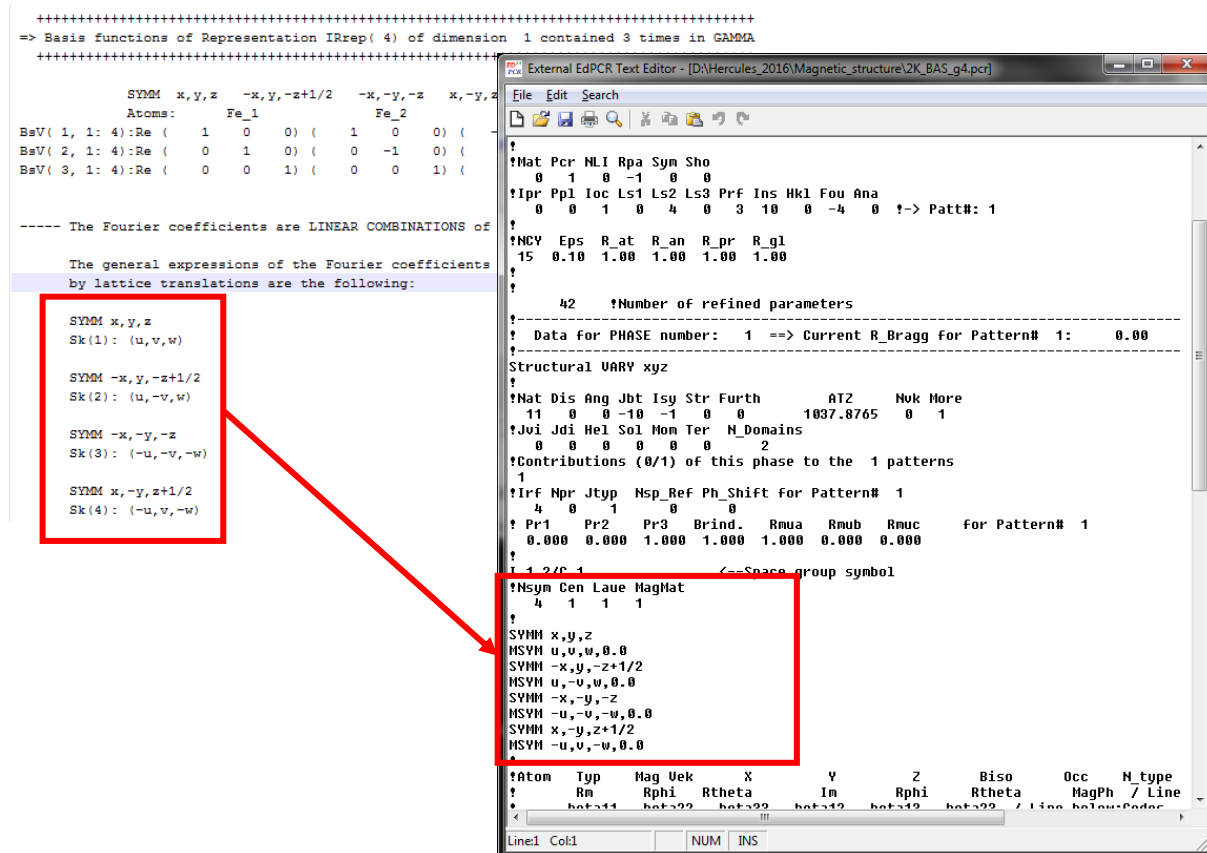 ++++++++++++++++++++++++++++++++++++++++++++++++++++++++++++++++++++++++++++++++++++
=> Basis functions of Representation IRrep( 4) of dimension  1 contained 3 times in GAMMA
++++++++++++++++++++++++++++++++++++++++++++++++++++++
SYMM  x,y,z   -x,y,-z+1/2   -x,-y,-z   x,-y,z
Atoms:      Fe_1              Fe_2
BsV( 1, 1: 4):Re (    1    0    0) (    1    0    0) (   -
BsV( 2, 1: 4):Re (    0    1    0) (    0   -1    0) (
BsV( 3, 1: 4):Re (    0    0    1) (    0    0    1) (
----- The Fourier coefficients are LINEAR COMBINATIONS of
The general expressions of the Fourier coefficients
by lattice translations are the following:
SYMM x,y,z
Sk(1): (u,v,w)
SYMM -x,y,-z+1/2
Sk(2): (u,-v,w)
SYMM -x,-y,-z
Sk(3): (-u,-v,-w)
SYMM x,-y,z+1/2
Sk(4): (-u,v,-w)
External EdPCR Text Editor - [D:\Hercules_2016\Magnetic_structure\2K_BAS_g4.pcr]
File  Edit  Search
!
!Mat Pcr NLI Rpa Sym Sho
0   1   0  -1   0   0
!Ipr Ppl Ioc Ls1 Ls2 Ls3 Prf Ins Hkl Fou Ana
0   0   1   0   4   0   3  10   0  -4   0  !-> Patt#: 1
!
!NCY  Eps  R_at  R_an  R_pr  R_gl
15  0.10  1.00  1.00  1.00  1.00
!
!
42    !Number of refined parameters
!-------------------------------------------------------------------------------
!  Data for PHASE number:   1  ==> Current R_Bragg for Pattern#  1:     0.00
!-------------------------------------------------------------------------------
Structural VARY xyz
!
!Nat Dis Ang Jbt Isy Str Furth        ATZ     Nvk More
11   0   0 -10  -1   0   0       1037.8765   0   1
!Jvi Jdi Hel Sol Mom Ter  N_Domains
0   0   0   0   0   0      2
!Contributions (0/1) of this phase to the  1 patterns
1
!Irf Npr Jtyp  Nsp_Ref Ph_Shift for Pattern#  1
4   0    1      0      0
! Pr1    Pr2    Pr3   Brind.   Rmua   Rmub   Rmuc     for Pattern#  1
0.000  0.000  1.000  1.000  1.000  0.000  0.000
!
I 1 2/C 1                <--Space group symbol
!Nsym Cen Laue MagMat
4   1   1   1
!
SYMM x,y,z
MSYM u,v,w,0.0
SYMM -x,y,-z+1/2
MSYM u,-v,w,0.0
SYMM -x,-y,-z
MSYM -u,-v,-w,0.0
SYMM x,-y,z+1/2
MSYM -u,v,-w,0.0
!
!Atom   Typ    Mag Vek      X        Y        Z       Biso      Occ    N_type
!       Rm     Rphi   Rtheta        Im      Rphi     Rtheta      MagPh  / Line
!     beta11   beta22   beta33   beta12   beta13   beta23  / Line below:Codes
Line:1  Col:1
NUM
INS